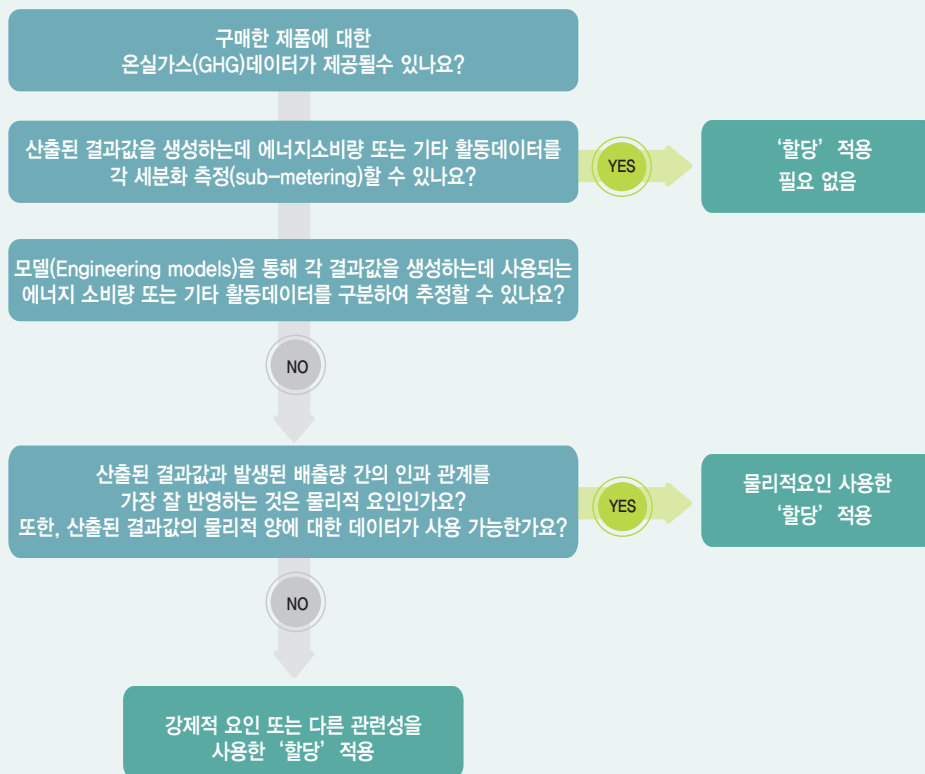 구매한 제품에 대한
온실가스(GHG)데이터가 제공될수 있나요?
산출된 결과값을 생성하는데 에너지소비량 또는 기타 활동데이터를
각 세분화 측정(sub-metering)할 수 있나요?
YES
‘할당’ 적용
필요 없음
모델(Engineering models)을 통해 각 결과값을 생성하는데 사용되는
에너지 소비량 또는 기타 활동데이터를 구분하여 추정할 수 있나요?
NO
산출된 결과값과 발생된 배출량 간의 인과 관계를
가장 잘 반영하는 것은 물리적 요인인가요?
또한, 산출된 결과값의 물리적 양에 대한 데이터가 사용 가능한가요?
YES
물리적요인 사용한
‘할당’ 적용
NO
강제적 요인 또는 다른 관련성을
사용한 ‘할당’ 적용